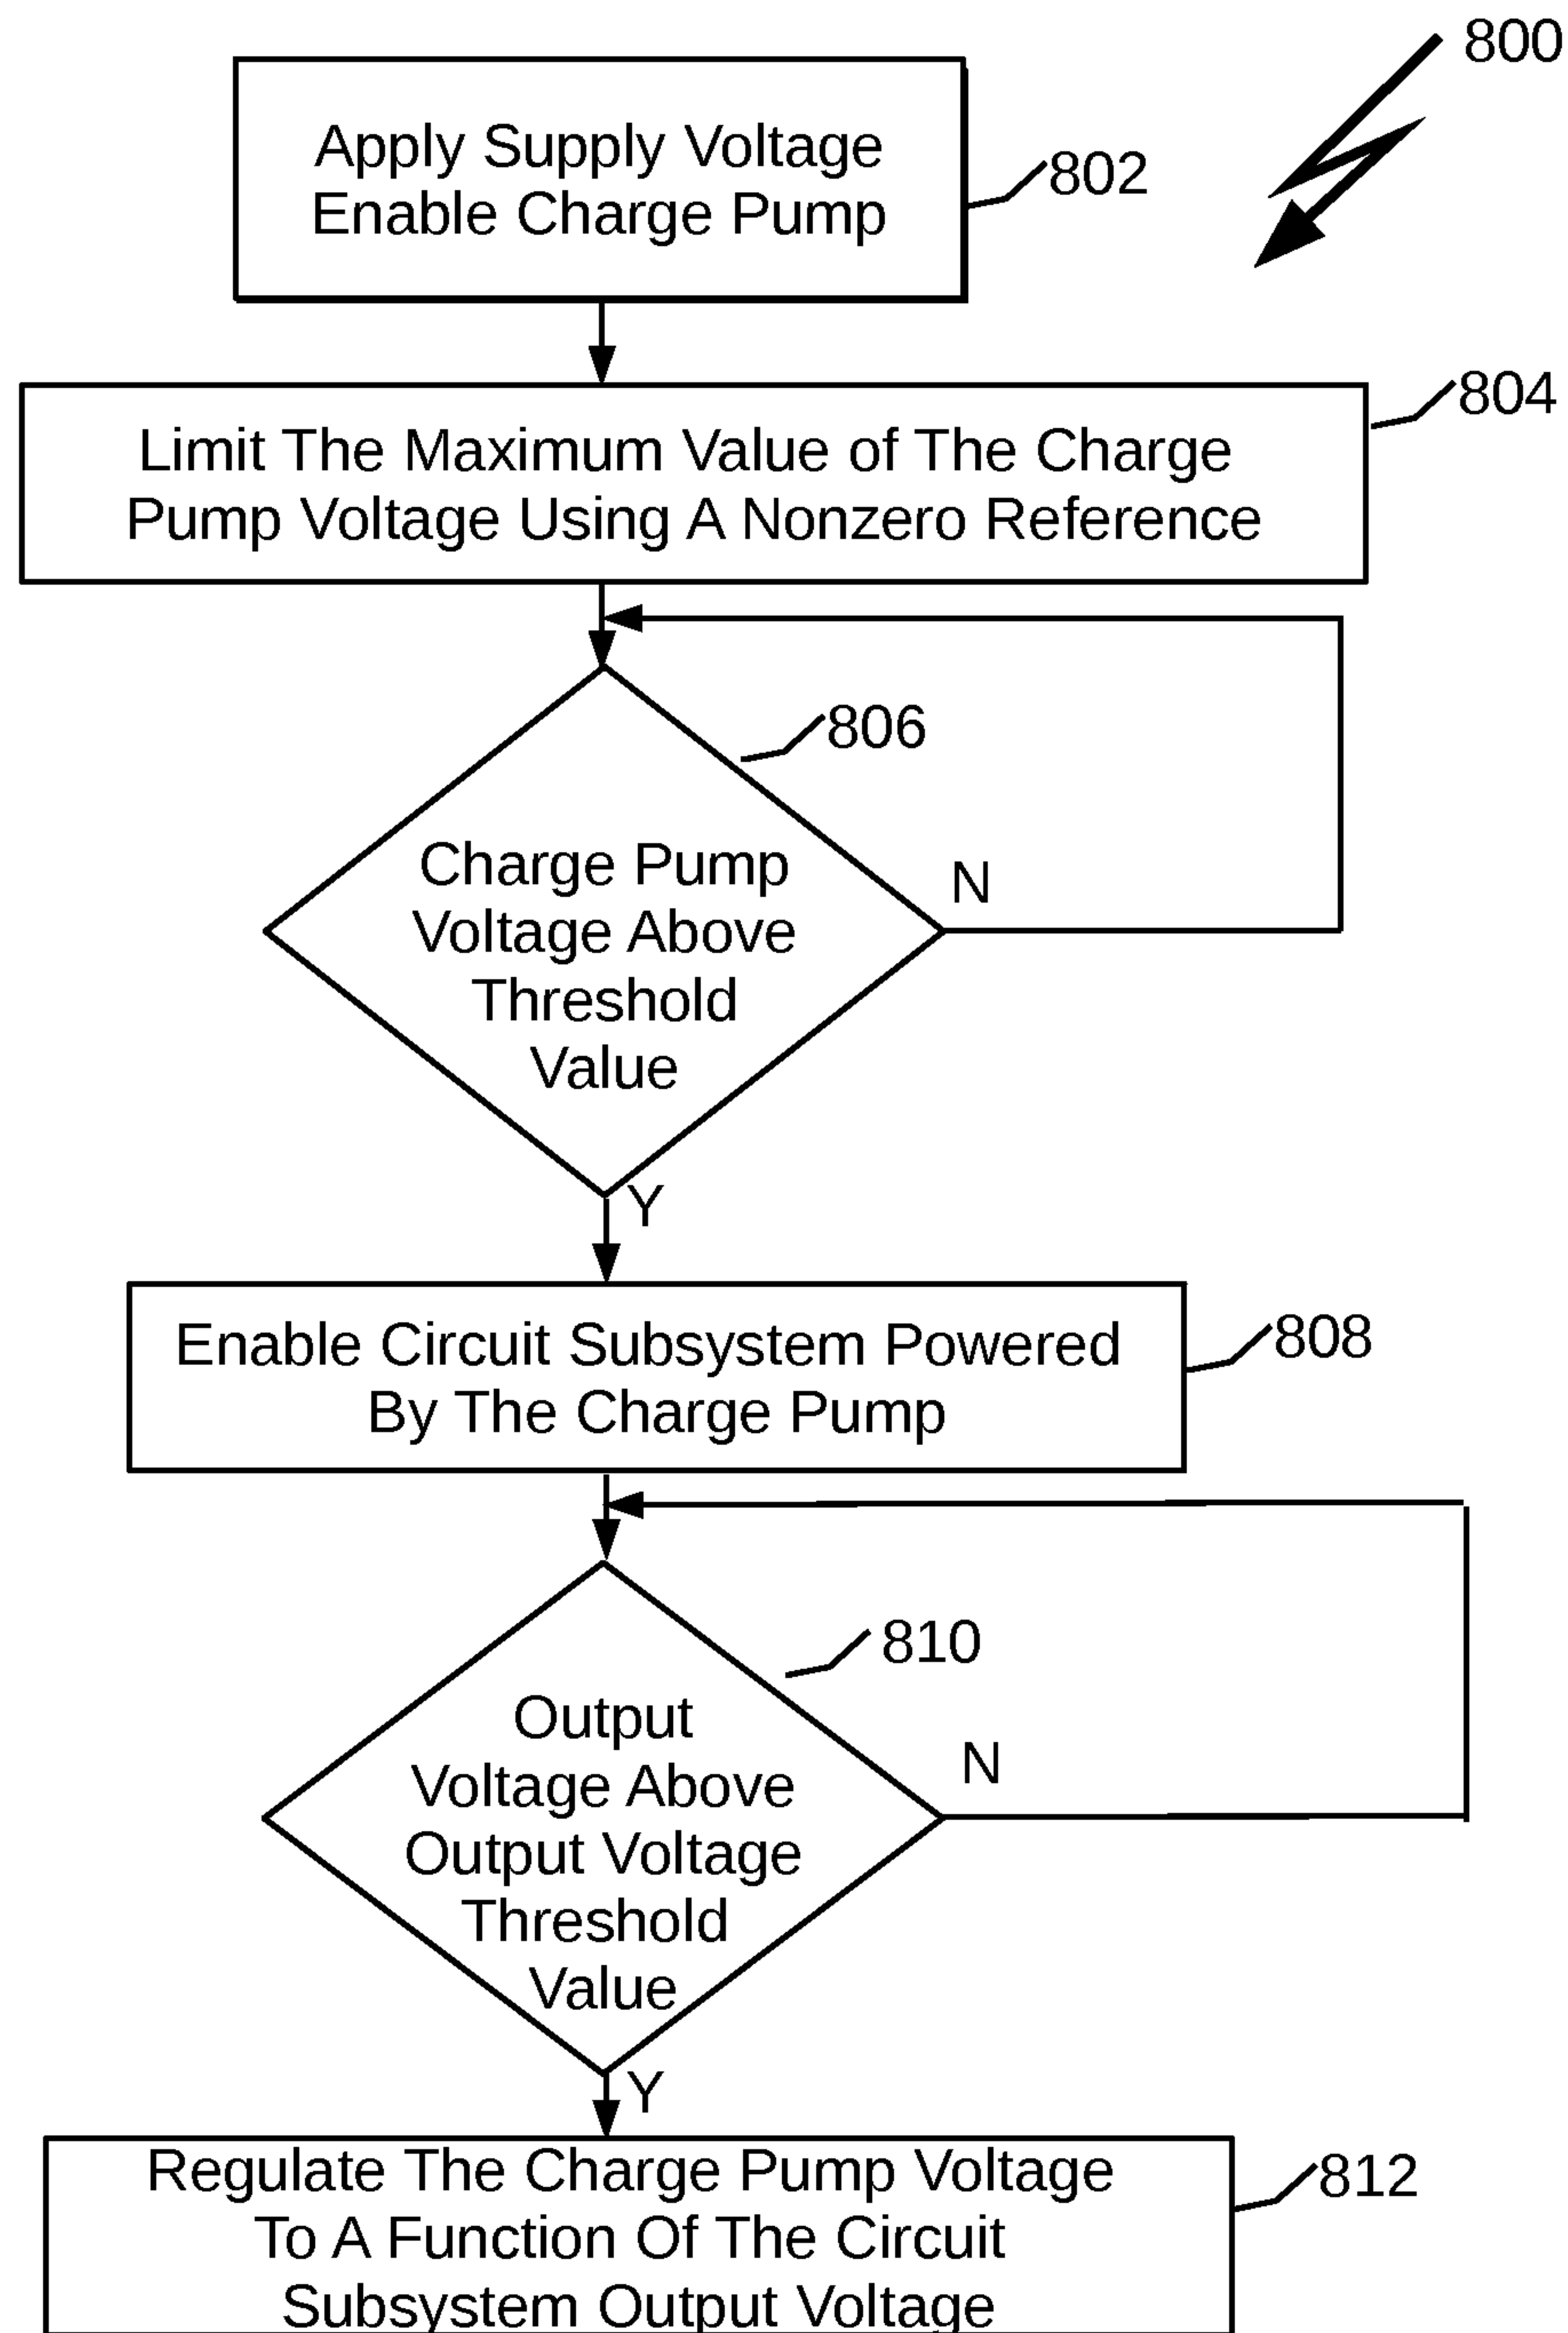 800
Apply Supply Voltage
Enable Charge Pump
802
804
Limit The Maximum Value of The Charge
Pump Voltage Using A Nonzero Reference
806
Charge Pump
Voltage Above
Threshold
Value
N
Y
Enable Circuit Subsystem Powered
By The Charge Pump
808
810
Output
Voltage Above
Output Voltage
Threshold
Value
N
Y
Regulate The Charge Pump Voltage
To A Function Of The Circuit
Subsystem Output Voltage
812